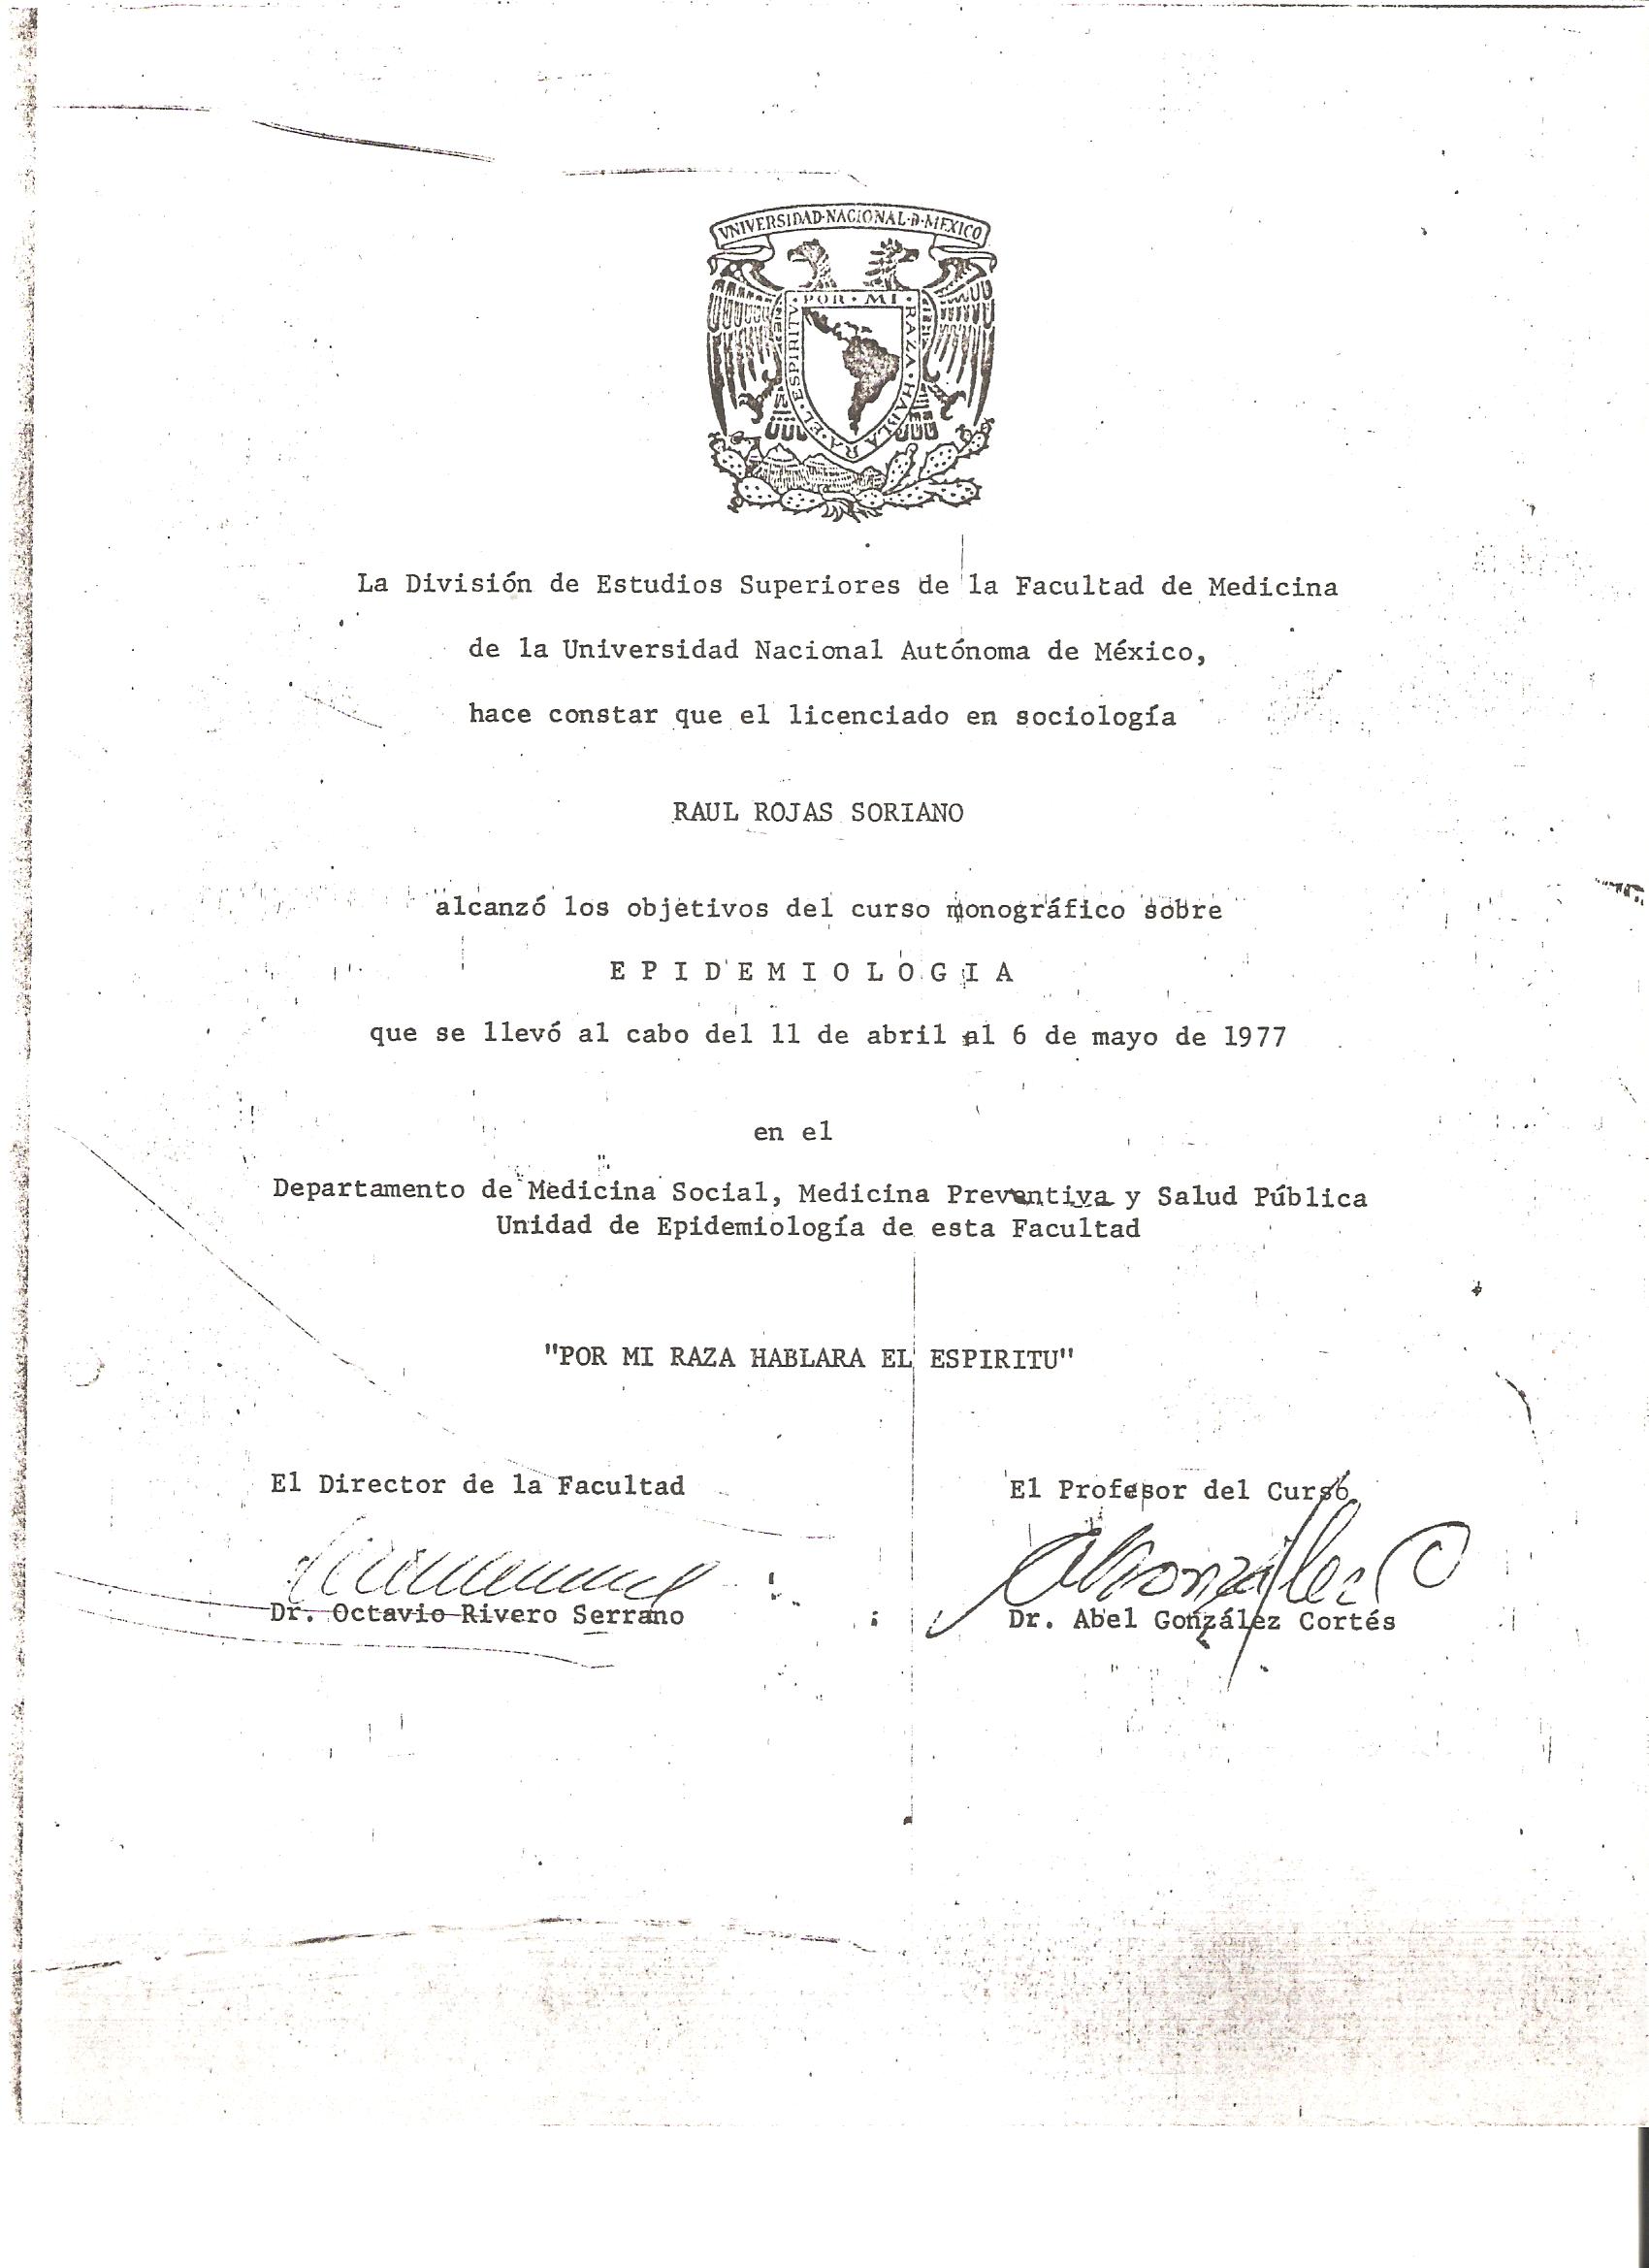 VNIVERSIDAD·NACIONAL·D·MEXICO
POR·MI·RAZA·HABLARA·EL·ESPIRITV
La División de Estudios Superiores de la Facultad de Medicina
de la Universidad Nacional Autónoma de México,
hace constar que el licenciado en sociología
RAUL ROJAS SORIANO
alcanzó los objetivos del curso monográfico sobre
E P I D E M I O L O G I A
que se llevó al cabo del 11 de abril al 6 de mayo de 1977
en el
Departamento de Medicina Social, Medicina Preventiva y Salud Pública
Unidad de Epidemiología de esta Facultad
"POR MI RAZA HABLARA EL ESPIRITU"
El Director de la Facultad
Dr. Octavio Rivero Serrano
El Profesor del Curso
AGonzález C
Dr. Abel González Cortés